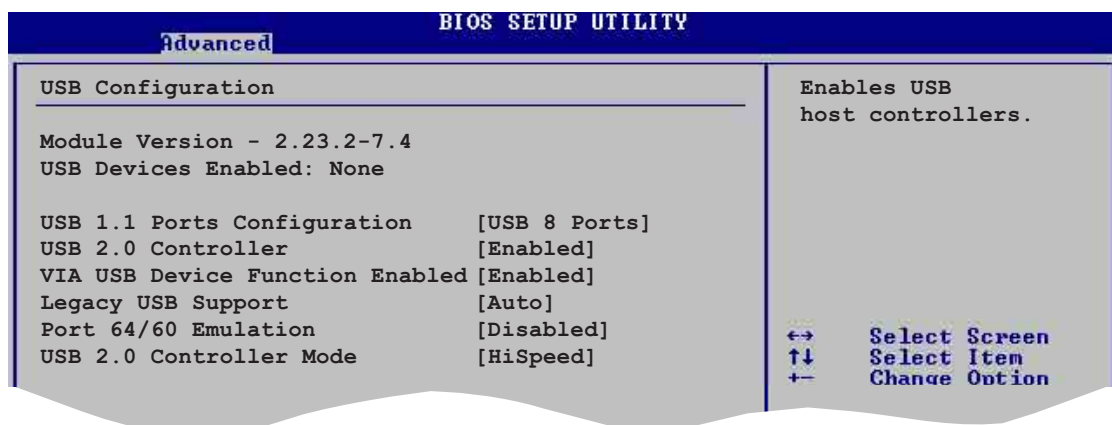 BIOS SETUP UTILITY
Advanced
USB Configuration
Module Version - 2.23.2-7.4
USB Devices Enabled: None
USB 1.1 Ports Configuration [USB 8 Ports]
USB 2.0 Controller [Enabled]
VIA USB Device Function Enabled [Enabled]
Legacy USB Support [Auto]
Port 64/60 Emulation [Disabled]
USB 2.0 Controller Mode [HiSpeed]
Enables USB
host controllers.
←→ Select Screen
↑↓ Select Item
+- Change Option